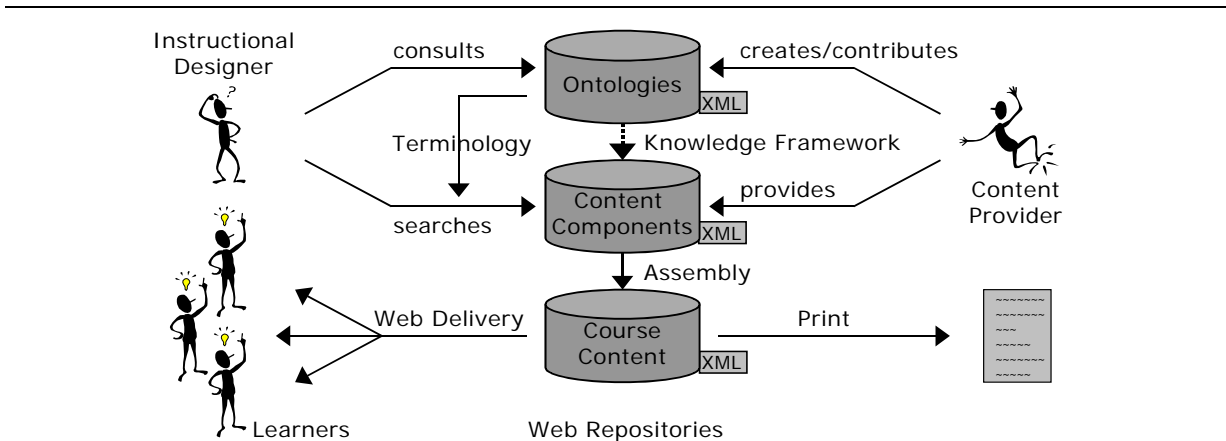 Instructional
Designer
consults
creates/contributes
?
Ontologies
XML
Terminology
Knowledge Framework
Content
Components
XML
provides
Content
Provider
searches
Assembly
Web Delivery
Course
Content
XML
Print
~~~~~~~
~~~~~~~
~~~
~~~~~
~~~~~~~
~~~~~
Learners
Web Repositories